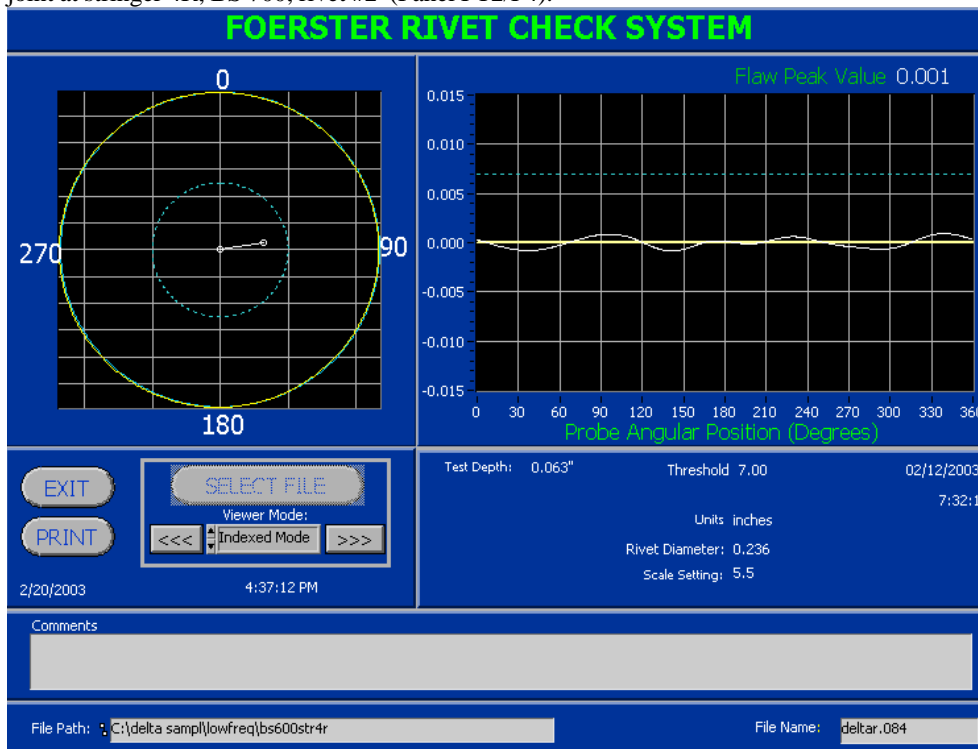 FOERSTER RIVET CHECK SYSTEM
0
270
90
180
Flaw Peak Value 0.001
0.015
0.010
0.005
0.000
-0.005
-0.010
-0.015
0 30 60 90 120 150 180 210 240 270 300 330 360
Probe Angular Position (Degrees)
EXIT
PRINT
SELECT FILE
Viewer Mode:
<<< Indexed Mode >>>
2/20/2003 4:37:12 PM
Test Depth: 0.063" Threshold 7.00 02/12/2003
7:32:1
Units inches
Rivet Diameter: 0.236
Scale Setting: 5.5
Comments
File Path: C:\delta sampl\lowfreq\bs600str4r File Name: deltar.084